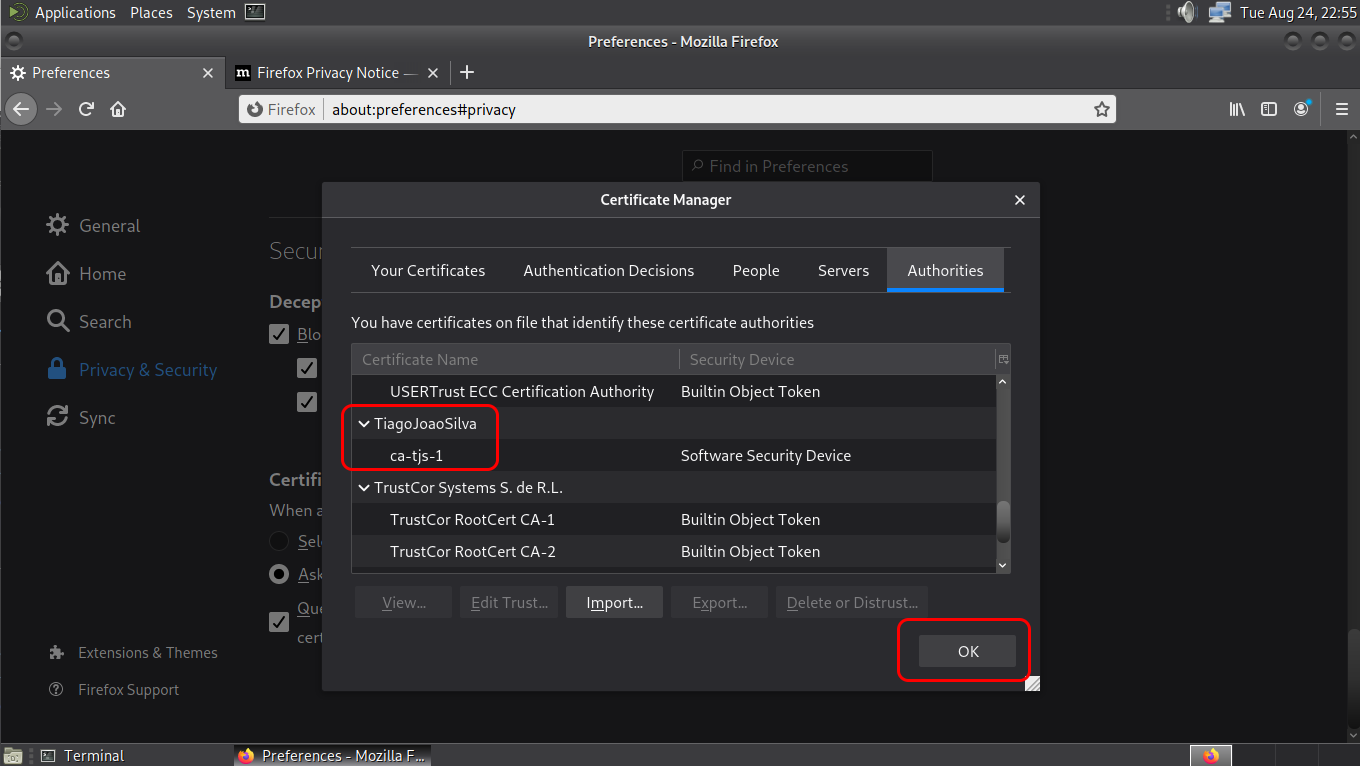 Applications Places System Tue Aug 24, 22:55
Preferences - Mozilla Firefox
Preferences m Firefox Privacy Notice —
Firefox about:preferences#privacy
Find in Preferences
General
Home
Search
Privacy & Security
Sync
Extensions & Themes
Firefox Support
Secur
Decep
Blo
Certifi
When a
Sel
Ask
Que
cert
Certificate Manager
Your Certificates Authentication Decisions People Servers Authorities
You have certificates on file that identify these certificate authorities
Certificate Name Security Device
USERTrust ECC Certification Authority Builtin Object Token
TiagoJoaoSilva
ca-tjs-1 Software Security Device
TrustCor Systems S. de R.L.
TrustCor RootCert CA-1 Builtin Object Token
TrustCor RootCert CA-2 Builtin Object Token
View... Edit Trust... Import... Export... Delete or Distrust...
OK
Terminal Preferences - Mozilla F...